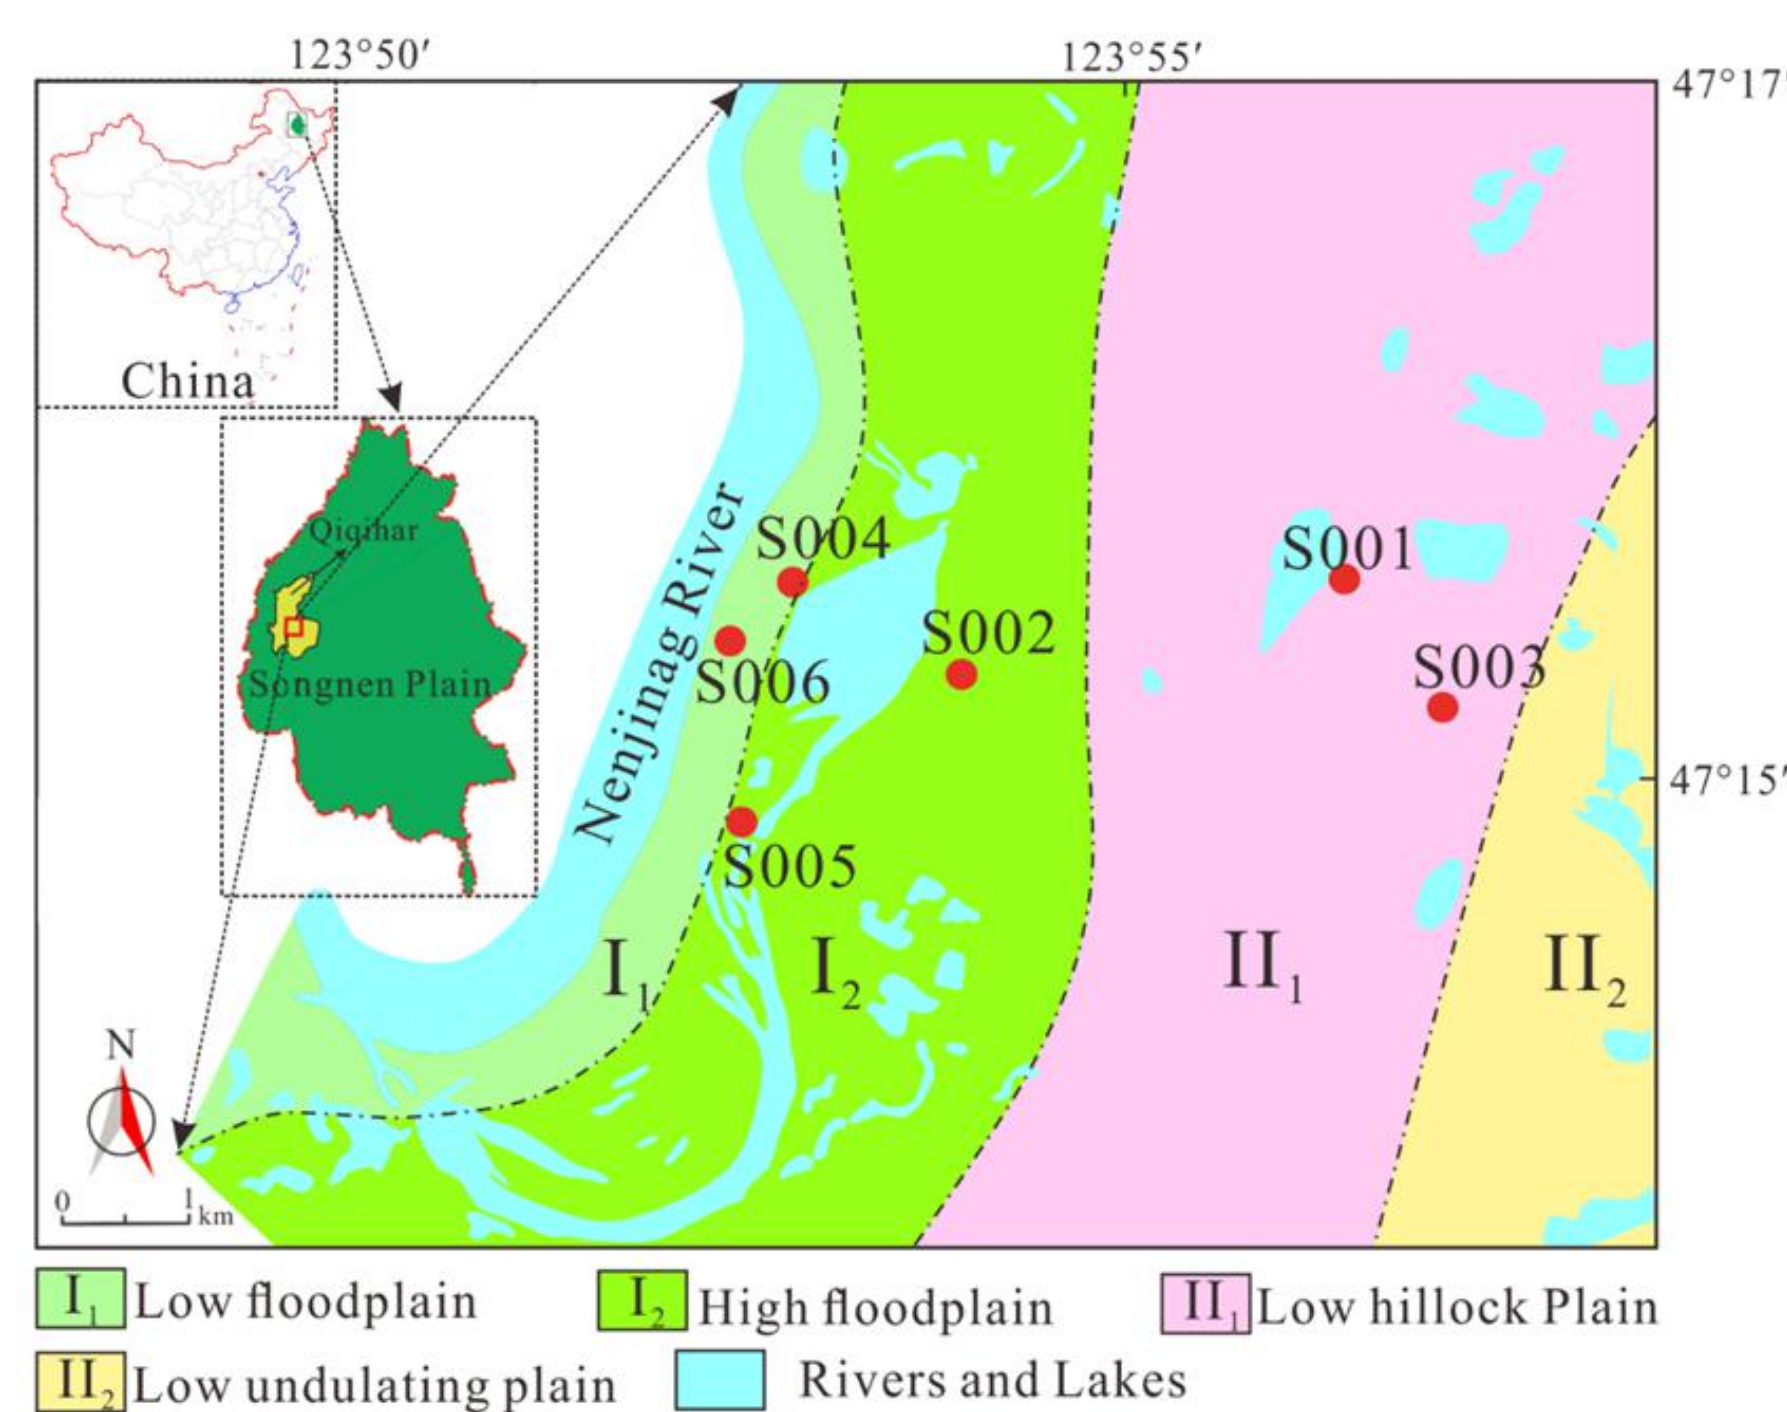 123°50′
123°55′
47°17′
China
Qiqihar
Songnen Plain
Nenjinag River
S004
S001
S002
S006
S003
47°15′
S005
I₁
I₂
II₁
II₂
N
0 1 km
I₁ Low floodplain
I₂ High floodplain
II₁ Low hillock Plain
II₂ Low undulating plain
Rivers and Lakes